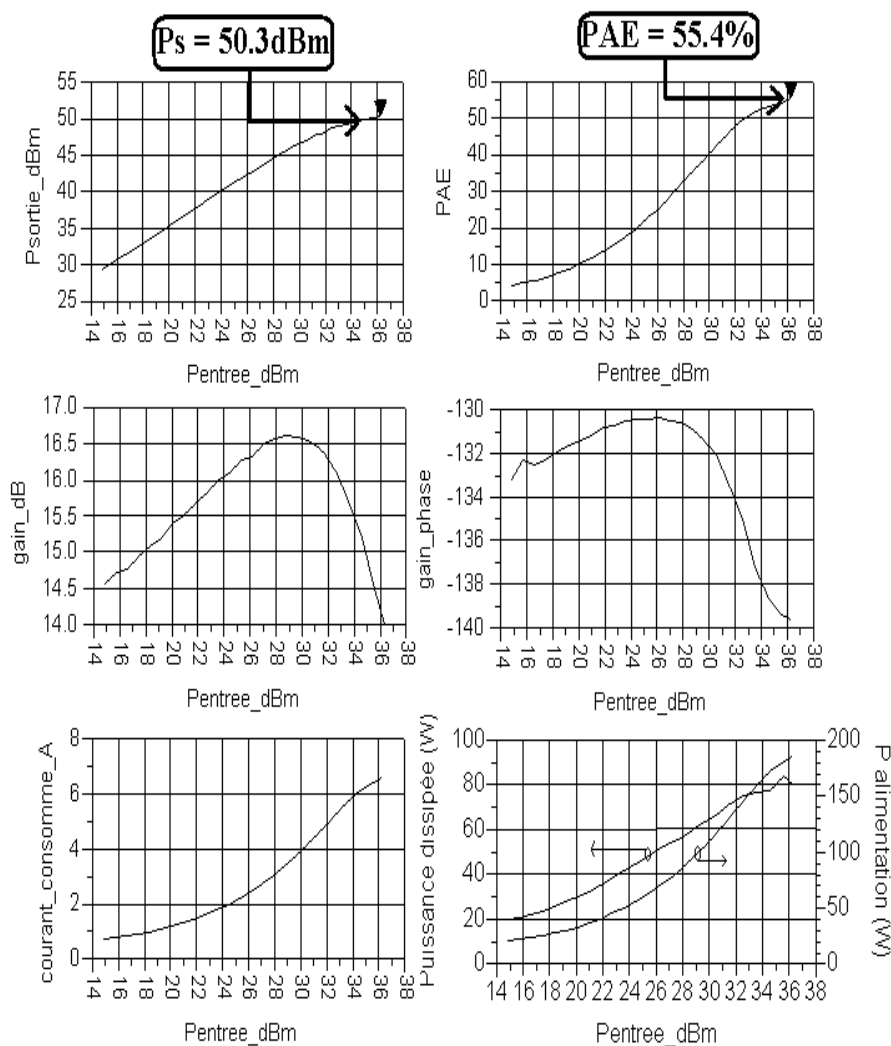 Ps = 50.3dBm
PAE = 55.4%
55
50
45
40
35
30
25
Psortie_dBm
14 16 18 20 22 24 26 28 30 32 34 36 38
Pentree_dBm
60
50
40
30
20
10
0
PAE
14 16 18 20 22 24 26 28 30 32 34 36 38
Pentree_dBm
17.0
16.5
16.0
15.5
15.0
14.5
14.0
gain_dB
14 16 18 20 22 24 26 28 30 32 34 36 38
Pentree_dBm
-130
-132
-134
-136
-138
-140
gain_phase
14 16 18 20 22 24 26 28 30 32 34 36 38
Pentree_dBm
8
6
4
2
0
courant_consomme_A
14 16 18 20 22 24 26 28 30 32 34 36 38
Pentree_dBm
100
80
60
40
20
0
Puissance dissipée (W)
200
150
100
50
0
P alimentation (W)
14 16 18 20 22 24 26 28 30 32 34 36 38
Pentree_dBm